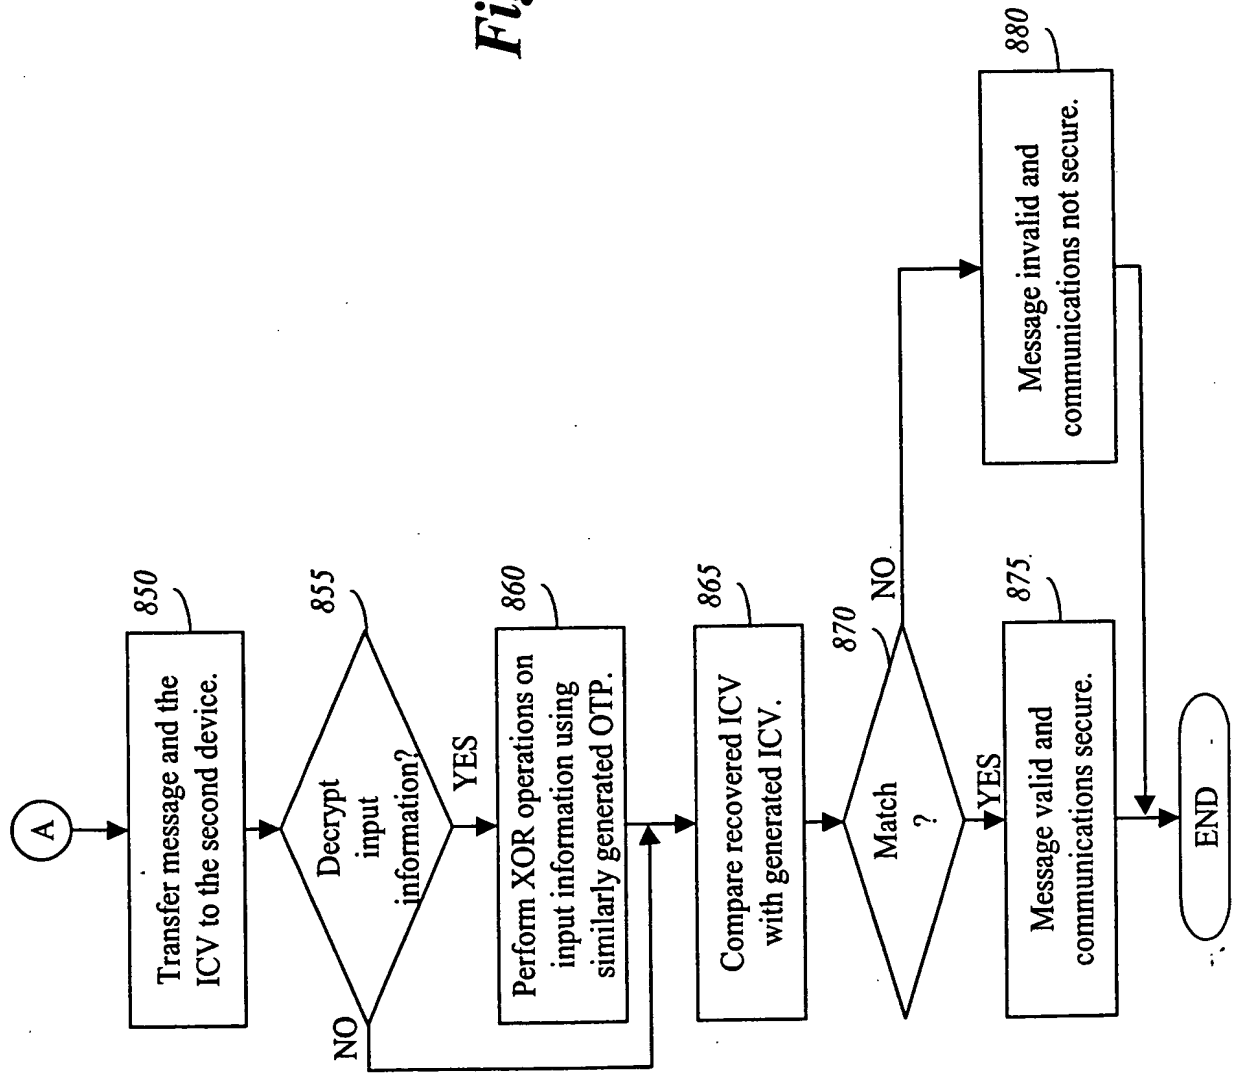 Fi
A
850
Transfer message and the
ICV to the second device.
855
Decrypt
input
information?
NO
YES
860
Perform XOR operations on
input information using
similarly generated OTP.
865
Compare recovered ICV
with generated ICV.
870
Match
?
NO
YES
875
Message valid and
communications secure.
880
Message invalid and
communications not secure.
END